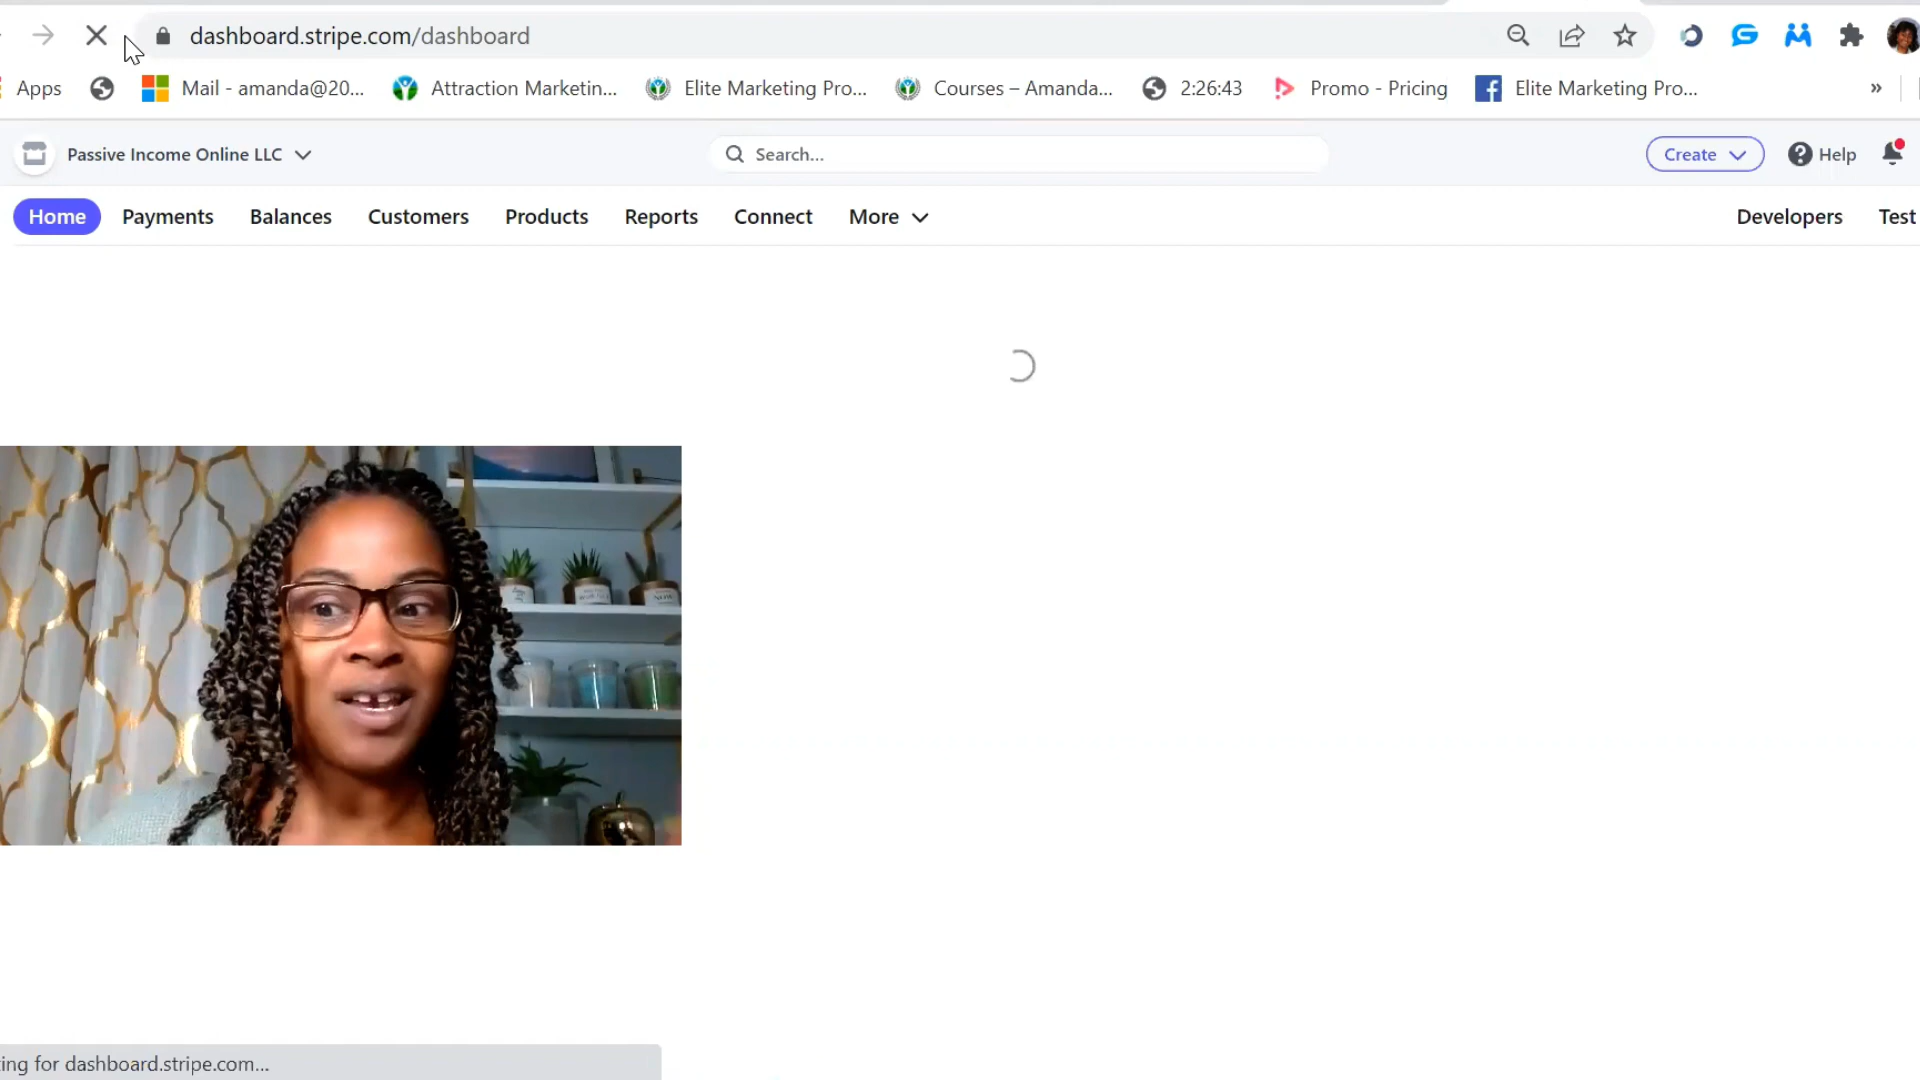 dashboard.stripe.com/dashboard
Apps Mail - amanda@20... Attraction Marketin... Elite Marketing Pro... Courses – Amanda... 2:26:43 Promo - Pricing Elite Marketing Pro... »
Passive Income Online LLC Search... Create Help
Home Payments Balances Customers Products Reports Connect More Developers Test
ing for dashboard.stripe.com...